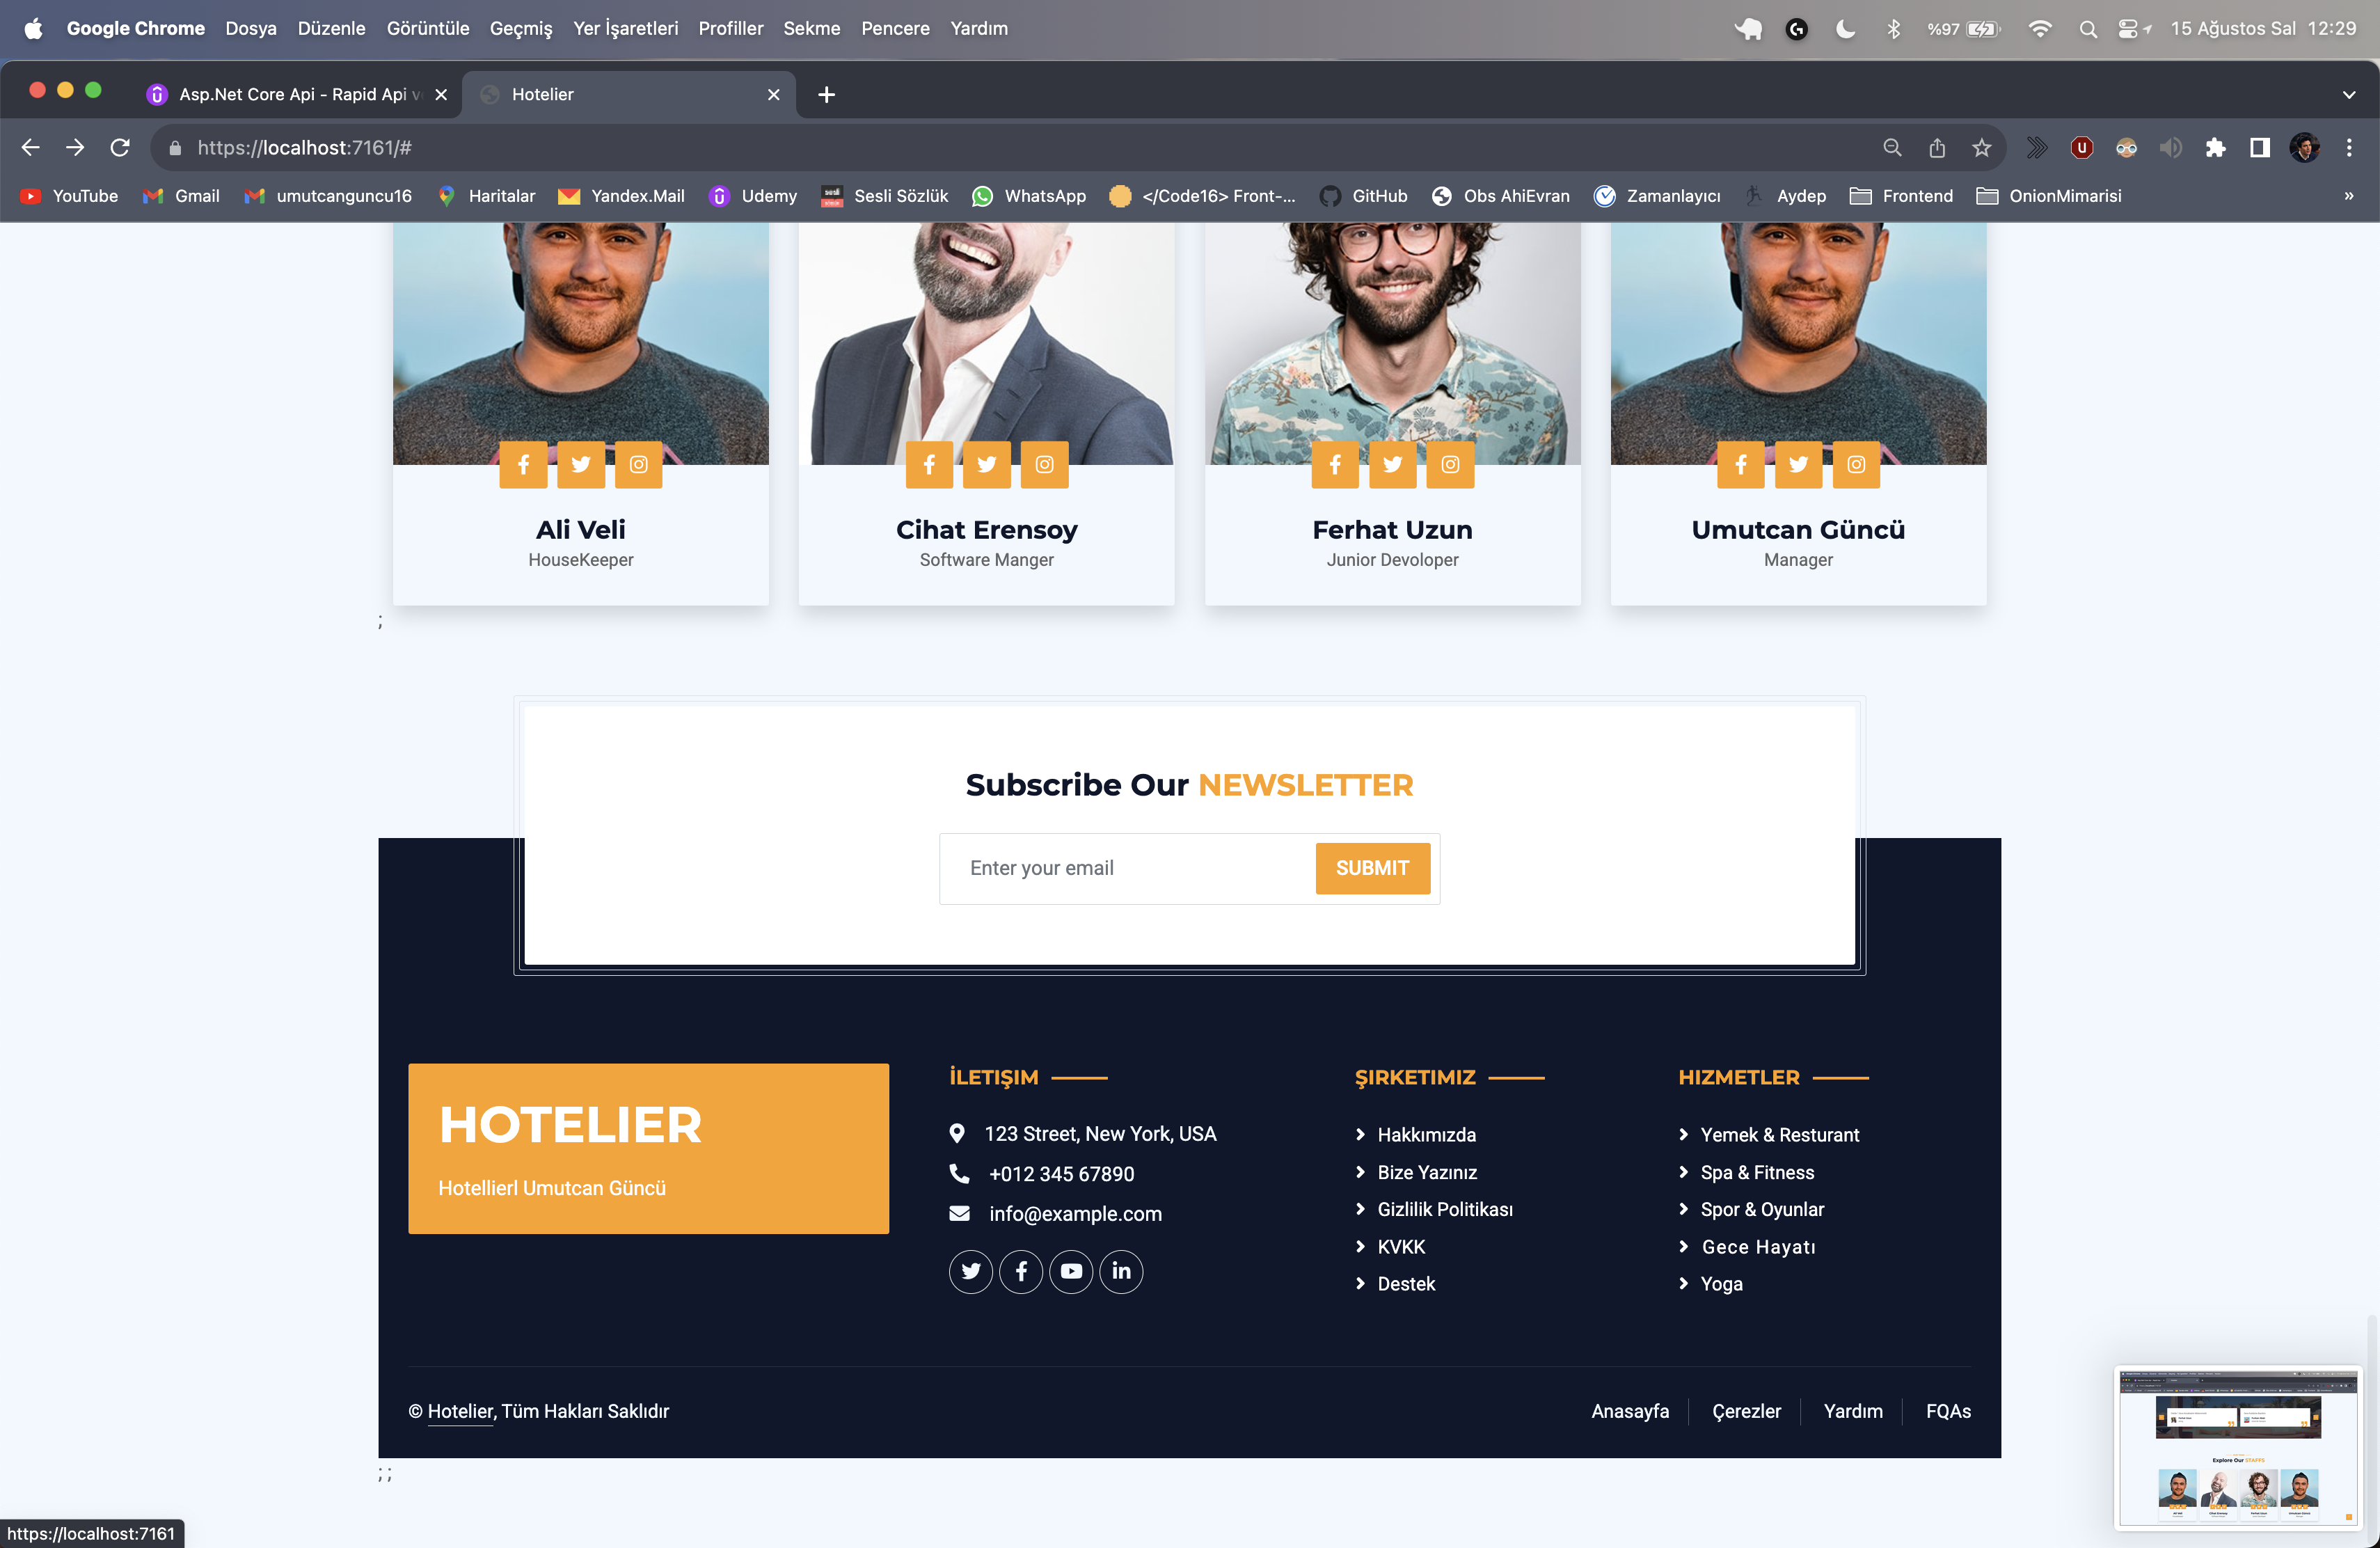 Google Chrome Dosya Düzenle Görüntüle Geçmiş Yer İşaretleri Profiller Sekme Pencere Yardım %97 15 Ağustos Sal 12:29
Asp.Net Core Api - Rapid Api v Hotelier
https://localhost:7161/#
YouTube Gmail umutcanguncu16 Haritalar Yandex.Mail Udemy Sesli Sözlük WhatsApp </Code16> Front-... GitHub Obs AhiEvran Zamanlayıcı Aydep Frontend OnionMimarisi »
Ali Veli Cihat Erensoy Ferhat Uzun Umutcan Güncü
HouseKeeper Software Manger Junior Devoloper Manager
;
Subscribe Our NEWSLETTER
Enter your email SUBMIT
HOTELIER
Hotellierl Umutcan Güncü
İLETIŞIM
123 Street, New York, USA
+012 345 67890
info@example.com
ŞIRKETIMIZ
Hakkımızda
Bize Yazınız
Gizlilik Politikası
KVKK
Destek
HIZMETLER
Yemek & Resturant
Spa & Fitness
Spor & Oyunlar
Gece Hayatı
Yoga
© Hotelier, Tüm Hakları Saklıdır
Anasayfa Çerezler Yardım FQAs
; ;
Explore Our STAFFS
https://localhost:7161